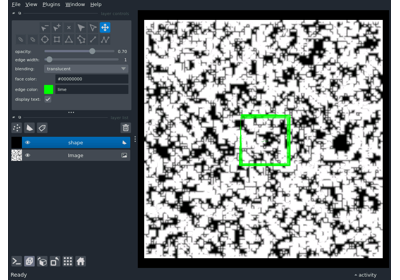 File View Plugins Window Help
opacity: 0.70
edge width: 1
blending: translucent
face color: #00000000
edge color: lime
display text:
shape
image
Ready
activity